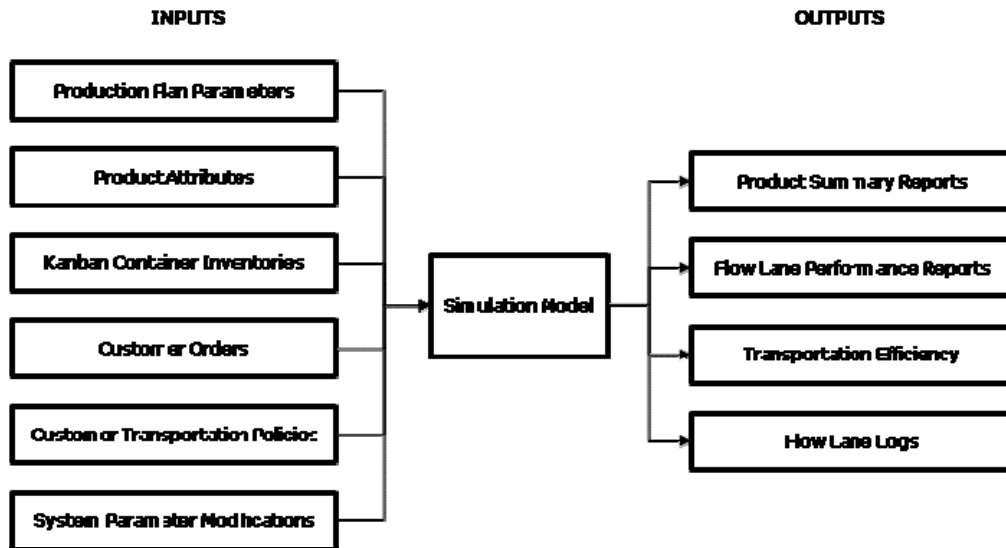 INPUTS
OUTPUTS
Production Plan Parameters
Product Attributes
Kanban Container Inventories
Customer Orders
Customer Transportation Policies
System Parameter Modifications
Simulation Model
Product Summary Reports
Flow Lane Performance Reports
Transportation Efficiency
Flow Lane Logs